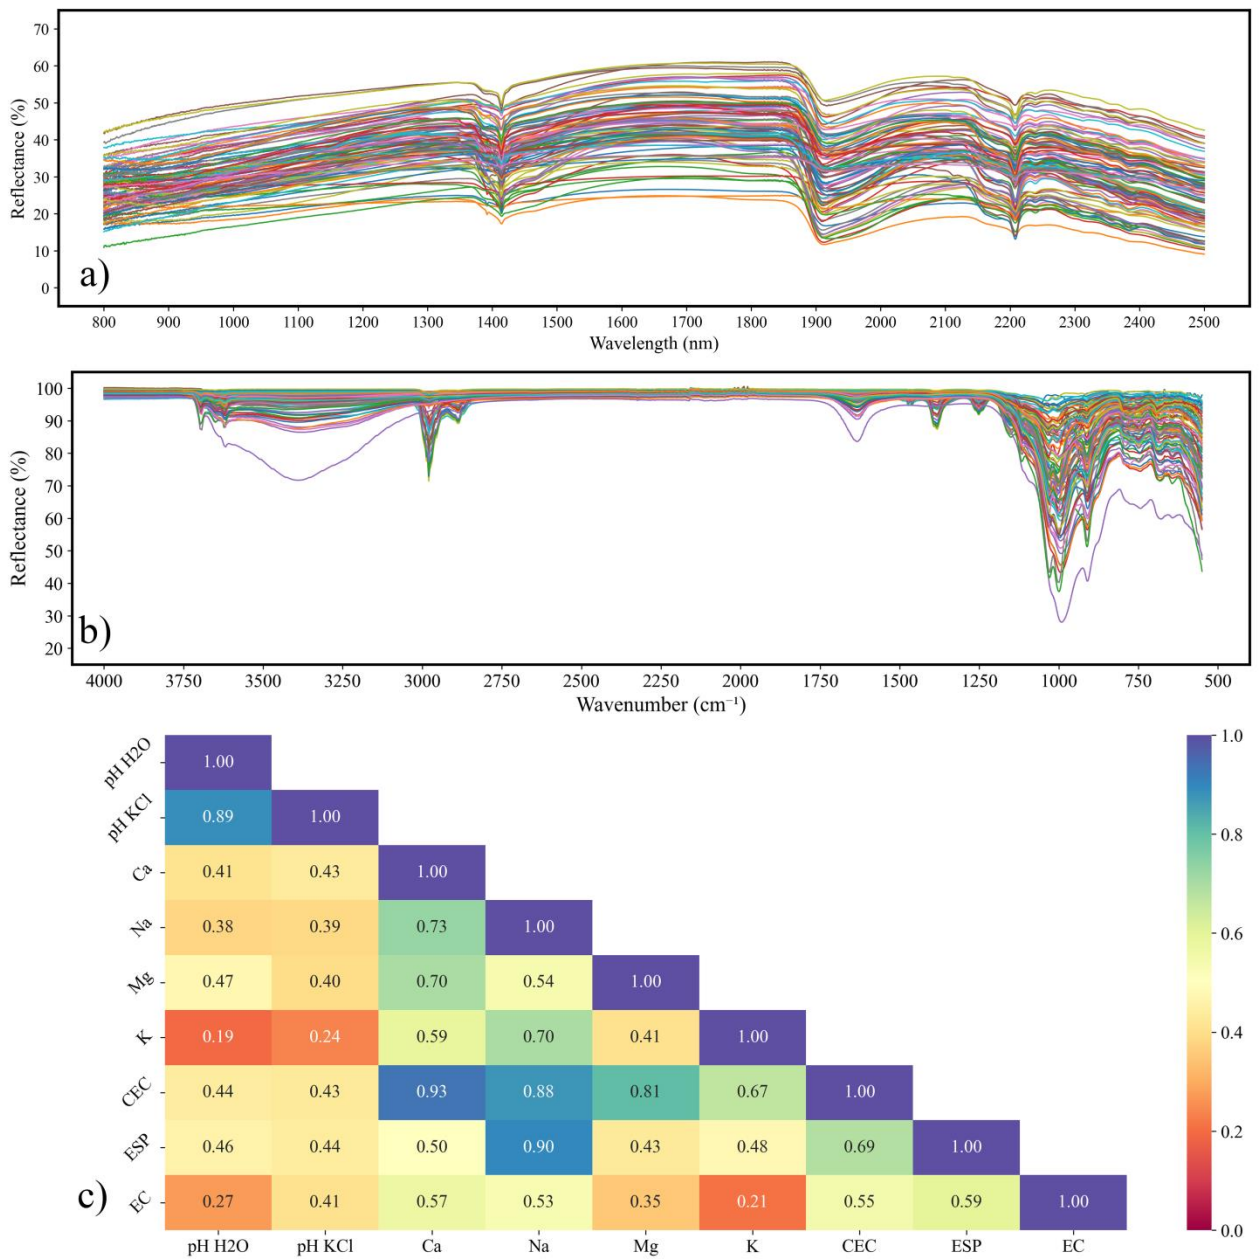 70
60
50
40
30
20
10
0
Reflectance (%)
a)
800 900 1000 1100 1200 1300 1400 1500 1600 1700 1800 1900 2000 2100 2200 2300 2400 2500
Wavelength (nm)
100
90
80
70
60
50
40
30
20
Reflectance (%)
b)
4000 3750 3500 3250 3000 2750 2500 2250 2000 1750 1500 1250 1000 750 500
Wavenumber (cm⁻¹)
pH H2O 1.00
pH KCl 0.89 1.00
Ca 0.41 0.43 1.00
Na 0.38 0.39 0.73 1.00
Mg 0.47 0.40 0.70 0.54 1.00
K 0.19 0.24 0.59 0.70 0.41 1.00
CEC 0.44 0.43 0.93 0.88 0.81 0.67 1.00
ESP 0.46 0.44 0.50 0.90 0.43 0.48 0.69 1.00
EC 0.27 0.41 0.57 0.53 0.35 0.21 0.55 0.59 1.00
c)
pH H2O pH KCl Ca Na Mg K CEC ESP EC
1.0
0.8
0.6
0.4
0.2
0.0